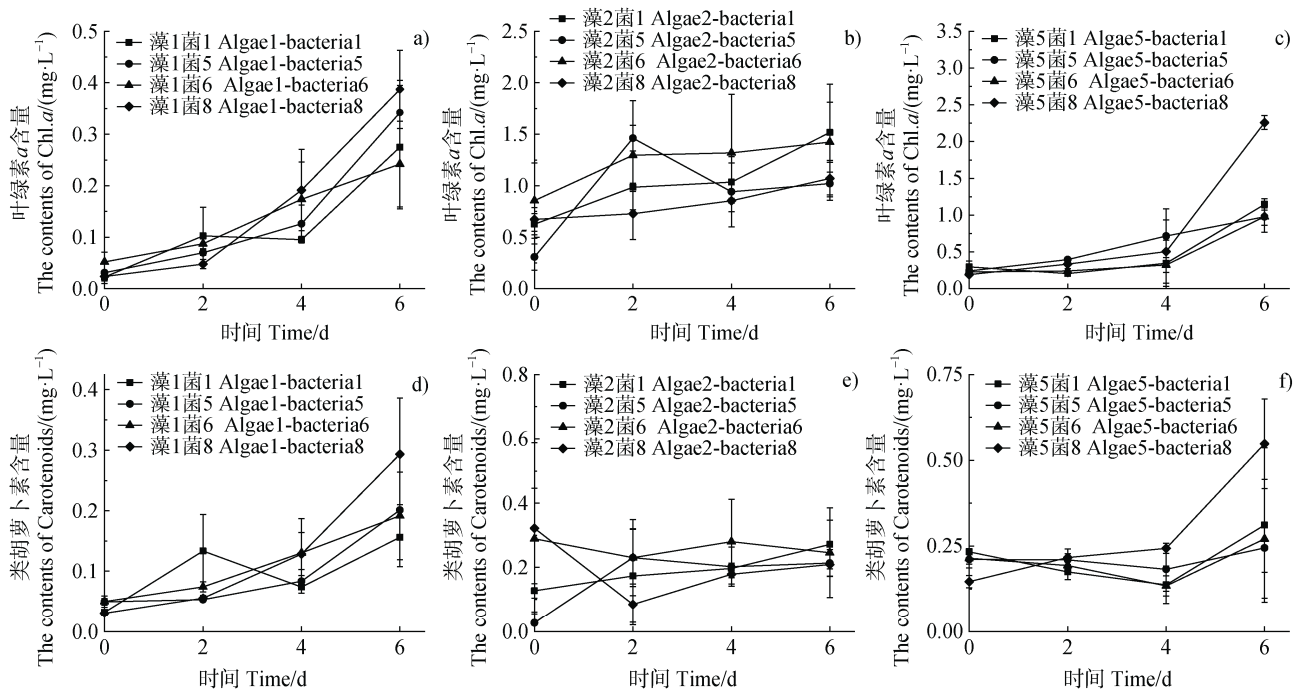 叶绿素a含量
The contents of Chl.a/(mg·L⁻¹)
0.5
0.4
0.3
0.2
0.1
0.0
藻1菌1 Algae1-bacteria1
藻1菌5 Algae1-bacteria5
藻1菌6 Algae1-bacteria6
藻1菌8 Algae1-bacteria8
a)
0 2 4 6
时间 Time/d
叶绿素a含量
The contents of Chl.a/(mg·L⁻¹)
2.5
2.0
1.5
1.0
0.5
0.0
藻2菌1 Algae2-bacteria1
藻2菌5 Algae2-bacteria5
藻2菌6 Algae2-bacteria6
藻2菌8 Algae2-bacteria8
b)
0 2 4 6
时间 Time/d
叶绿素a含量
The contents of Chl.a/(mg·L⁻¹)
3.5
3.0
2.5
2.0
1.5
1.0
0.5
0.0
藻5菌1 Algae5-bacteria1
藻5菌5 Algae5-bacteria5
藻5菌6 Algae5-bacteria6
藻5菌8 Algae5-bacteria8
c)
0 2 4 6
时间 Time/d
类胡萝卜素含量
The contents of Carotenoids/(mg·L⁻¹)
0.4
0.3
0.2
0.1
0.0
藻1菌1 Algae1-bacteria1
藻1菌5 Algae1-bacteria5
藻1菌6 Algae1-bacteria6
藻1菌8 Algae1-bacteria8
d)
0 2 4 6
时间 Time/d
类胡萝卜素含量
The contents of Carotenoids/(mg·L⁻¹)
0.8
0.6
0.4
0.2
0.0
藻2菌1 Algae2-bacteria1
藻2菌5 Algae2-bacteria5
藻2菌6 Algae2-bacteria6
藻2菌8 Algae2-bacteria8
e)
0 2 4 6
时间 Time/d
类胡萝卜素含量
The contents of Carotenoids/(mg·L⁻¹)
0.75
0.50
0.25
0.00
藻5菌1 Algae5-bacteria1
藻5菌5 Algae5-bacteria5
藻5菌6 Algae5-bacteria6
藻5菌8 Algae5-bacteria8
f)
0 2 4 6
时间 Time/d